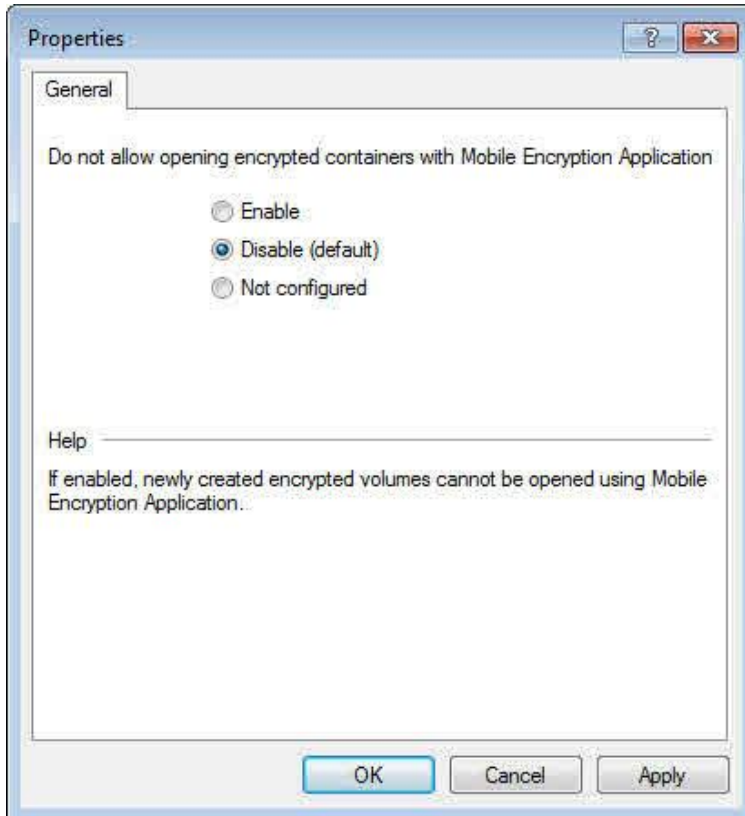 Properties
General
Do not allow opening encrypted containers with Mobile Encryption Application
Enable
Disable (default)
Not configured
Help
If enabled, newly created encrypted volumes cannot be opened using Mobile
Encryption Application.
OK Cancel Apply